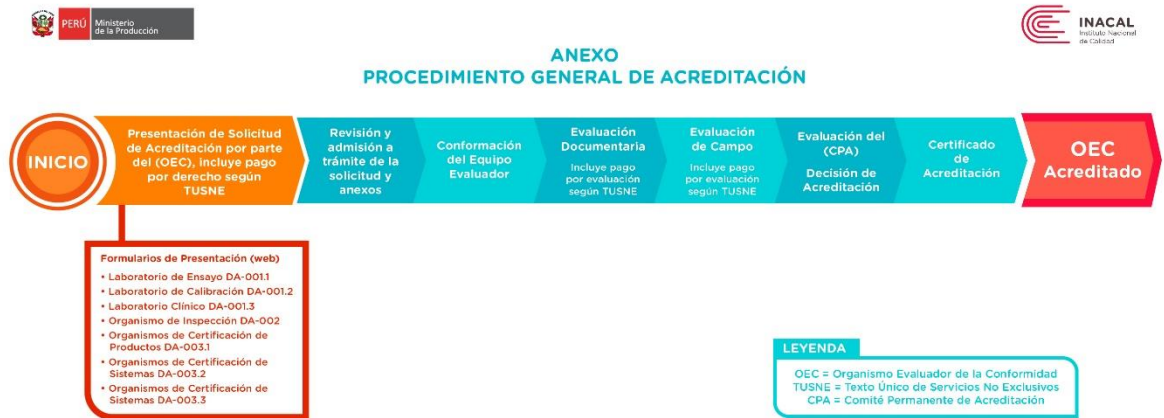 PERÚ
Ministerio
de la Producción
INACAL
Instituto Nacional
de Calidad
ANEXO
PROCEDIMIENTO GENERAL DE ACREDITACIÓN
INICIO
Presentación de Solicitud
de Acreditación por parte
del (OEC), incluye pago
por derecho según
TUSNE
Revisión y
admisión a
trámite de la
solicitud y
anexos
Conformación
del Equipo
Evaluador
Evaluación
Documentaria
Incluye pago
por evaluación
según TUSNE
Evaluación
de Campo
Incluye pago
por evaluación
según TUSNE
Evaluación del
(CPA)
Decisión de
Acreditación
Certificado
de
Acreditación
OEC
Acreditado
Formularios de Presentación (web)
• Laboratorio de Ensayo DA-001.1
• Laboratorio de Calibración DA-001.2
• Laboratorio Clínico DA-001.3
• Organismo de Inspección DA-002
• Organismos de Certificación de
Productos DA-003.1
• Organismos de Certificación de
Sistemas DA-003.2
• Organismos de Certificación de
Sistemas DA-003.3
LEYENDA
OEC = Organismo Evaluador de la Conformidad
TUSNE = Texto Único de Servicios No Exclusivos
CPA = Comité Permanente de Acreditación